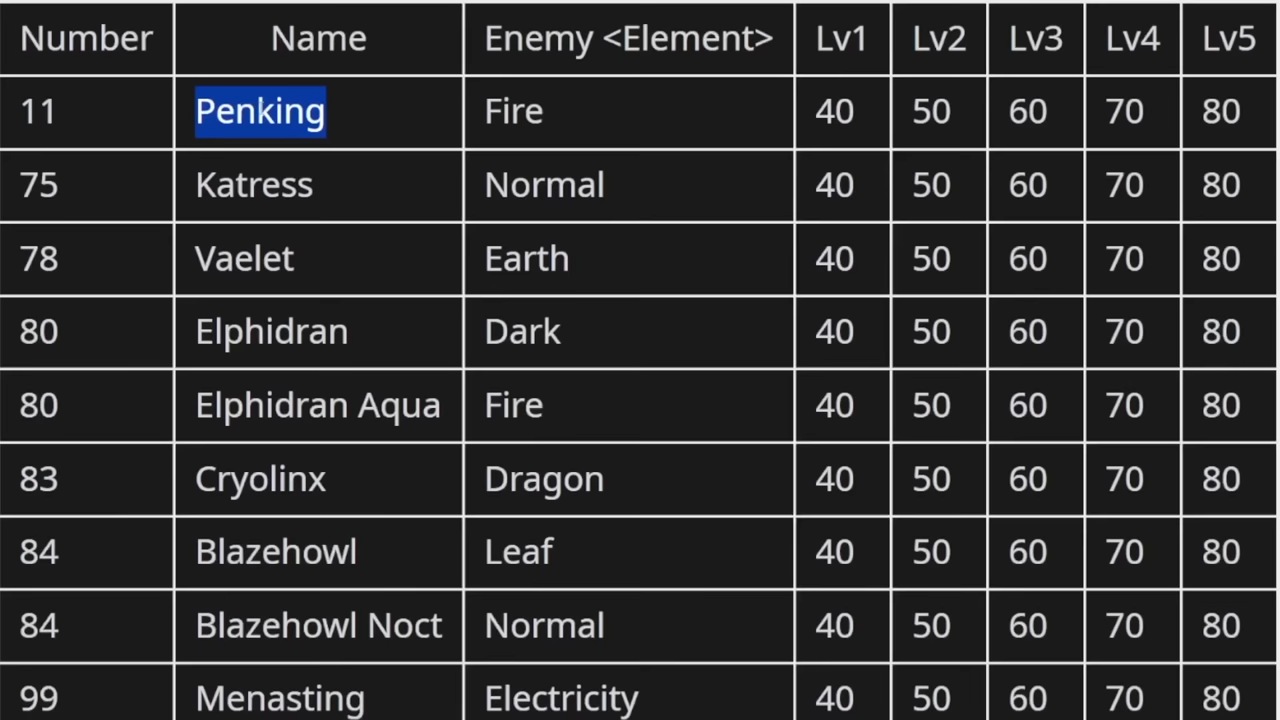 Number Name Enemy <Element> Lv1 Lv2 Lv3 Lv4 Lv5
11 Penking Fire 40 50 60 70 80
75 Katress Normal 40 50 60 70 80
78 Vaelet Earth 40 50 60 70 80
80 Elphidran Dark 40 50 60 70 80
80 Elphidran Aqua Fire 40 50 60 70 80
83 Cryolinx Dragon 40 50 60 70 80
84 Blazehowl Leaf 40 50 60 70 80
84 Blazehowl Noct Normal 40 50 60 70 80
99 Menasting Electricity 40 50 60 70 80